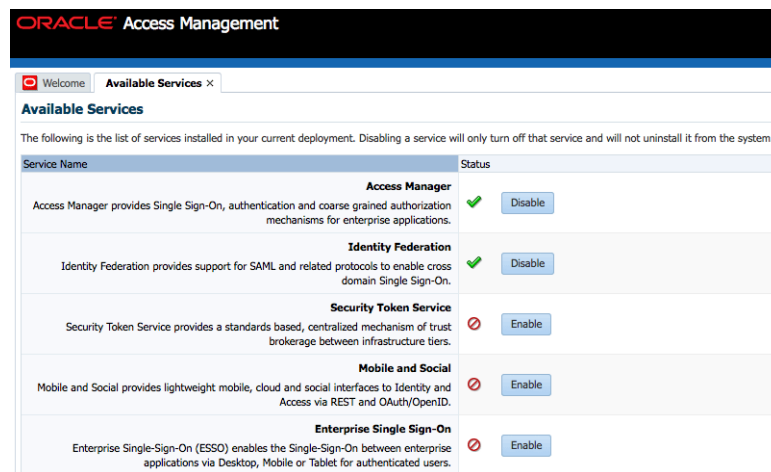 ORACLE Access Management
Welcome
Available Services ×
Available Services
The following is the list of services installed in your current deployment. Disabling a service will only turn off that service and will not uninstall it from the system
Service Name
Status
Access Manager
Access Manager provides Single Sign-On, authentication and coarse grained authorization
mechanisms for enterprise applications.
Disable
Identity Federation
Identity Federation provides support for SAML and related protocols to enable cross
domain Single Sign-On.
Disable
Security Token Service
Security Token Service provides a standards based, centralized mechanism of trust
brokerage between infrastructure tiers.
Enable
Mobile and Social
Mobile and Social provides lightweight mobile, cloud and social interfaces to Identity and
Access via REST and OAuth/OpenID.
Enable
Enterprise Single Sign-On
Enterprise Single-Sign-On (ESSO) enables the Single-Sign-On between enterprise
applications via Desktop, Mobile or Tablet for authenticated users.
Enable